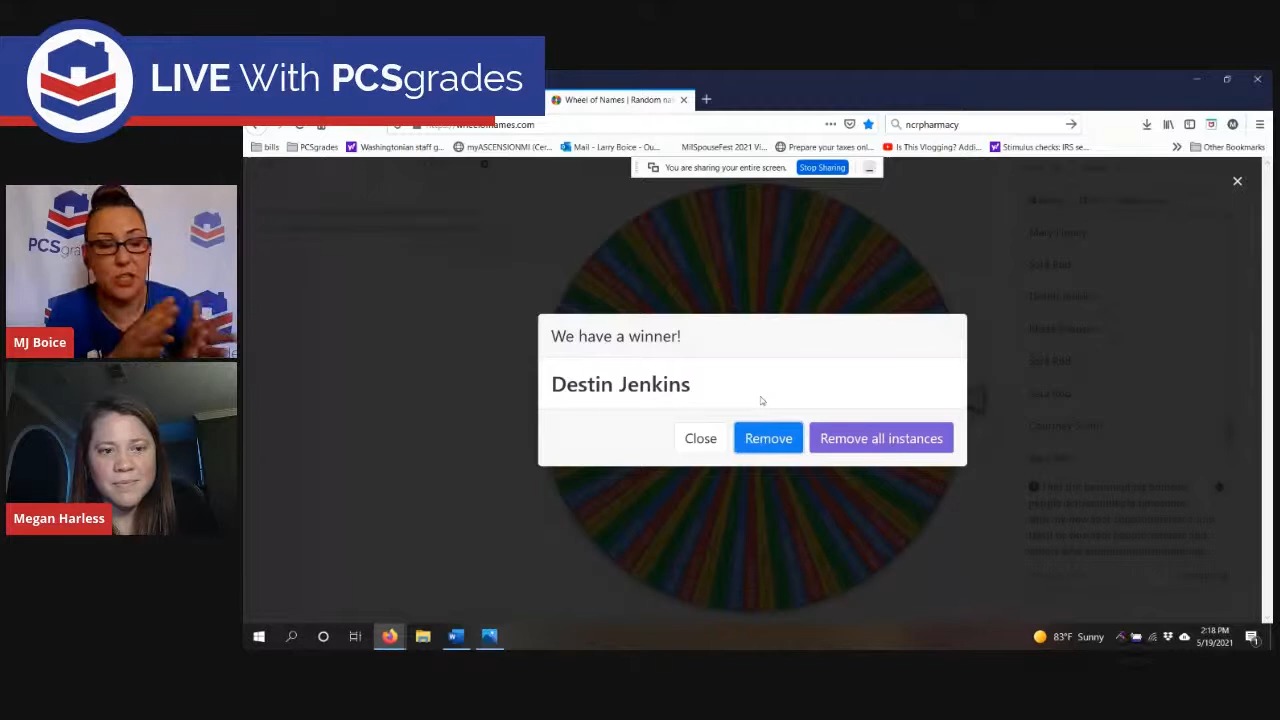 LIVE With PCSgrades
Wheel of Names | Random na
ncrpharmacy
bills
PCSgrades
Washingtonian staff g...
myASCENSIONMI (Cer...
Mail - Larry Boice - Ou...
MilSpouseFest 2021 Vi...
Prepare your taxes onl...
Is This Vlogging? Addi...
Stimulus checks: IRS se...
Other Bookmarks
You are sharing your entire screen.
Stop Sharing
PCSgra
MJ Boice
Megan Harless
We have a winner!
Destin Jenkins
Close
Remove
Remove all instances
83°F Sunny
2:18 PM
5/19/2021